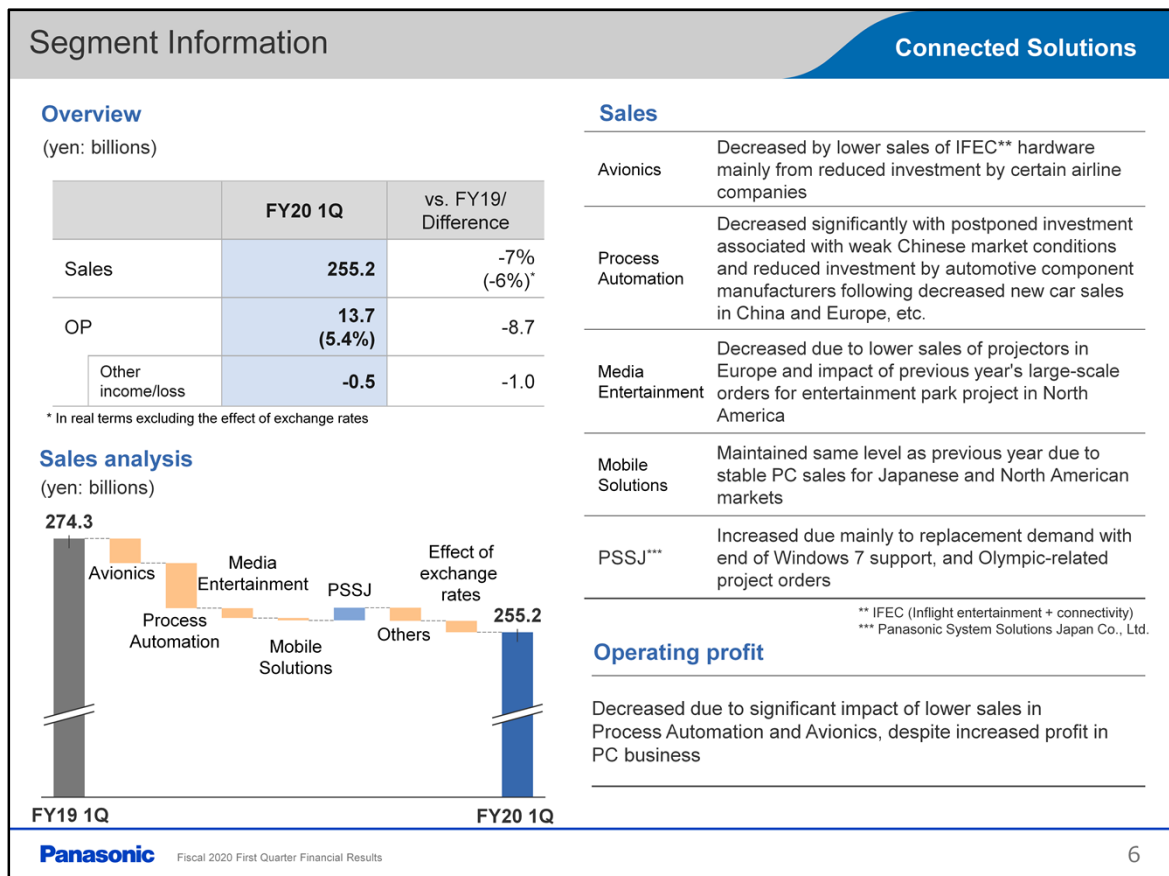 Segment Information
Connected Solutions
Overview
(yen: billions)
FY20 1Q
vs. FY19/
Difference
Sales
255.2
-7%
(-6%)*
OP
13.7
(5.4%)
-8.7
Other
income/loss
-0.5
-1.0
* In real terms excluding the effect of exchange rates
Sales analysis
(yen: billions)
274.3
Avionics
Process
Automation
Media
Entertainment
Mobile
Solutions
PSSJ
Others
Effect of
exchange
rates
255.2
FY19 1Q
FY20 1Q
Sales
Avionics
Decreased by lower sales of IFEC** hardware
mainly from reduced investment by certain airline
companies
Process
Automation
Decreased significantly with postponed investment
associated with weak Chinese market conditions
and reduced investment by automotive component
manufacturers following decreased new car sales
in China and Europe, etc.
Media
Entertainment
Decreased due to lower sales of projectors in
Europe and impact of previous year's large-scale
orders for entertainment park project in North
America
Mobile
Solutions
Maintained same level as previous year due to
stable PC sales for Japanese and North American
markets
PSSJ***
Increased due mainly to replacement demand with
end of Windows 7 support, and Olympic-related
project orders
** IFEC (Inflight entertainment + connectivity)
*** Panasonic System Solutions Japan Co., Ltd.
Operating profit
Decreased due to significant impact of lower sales in
Process Automation and Avionics, despite increased profit in
PC business
Panasonic
Fiscal 2020 First Quarter Financial Results
6